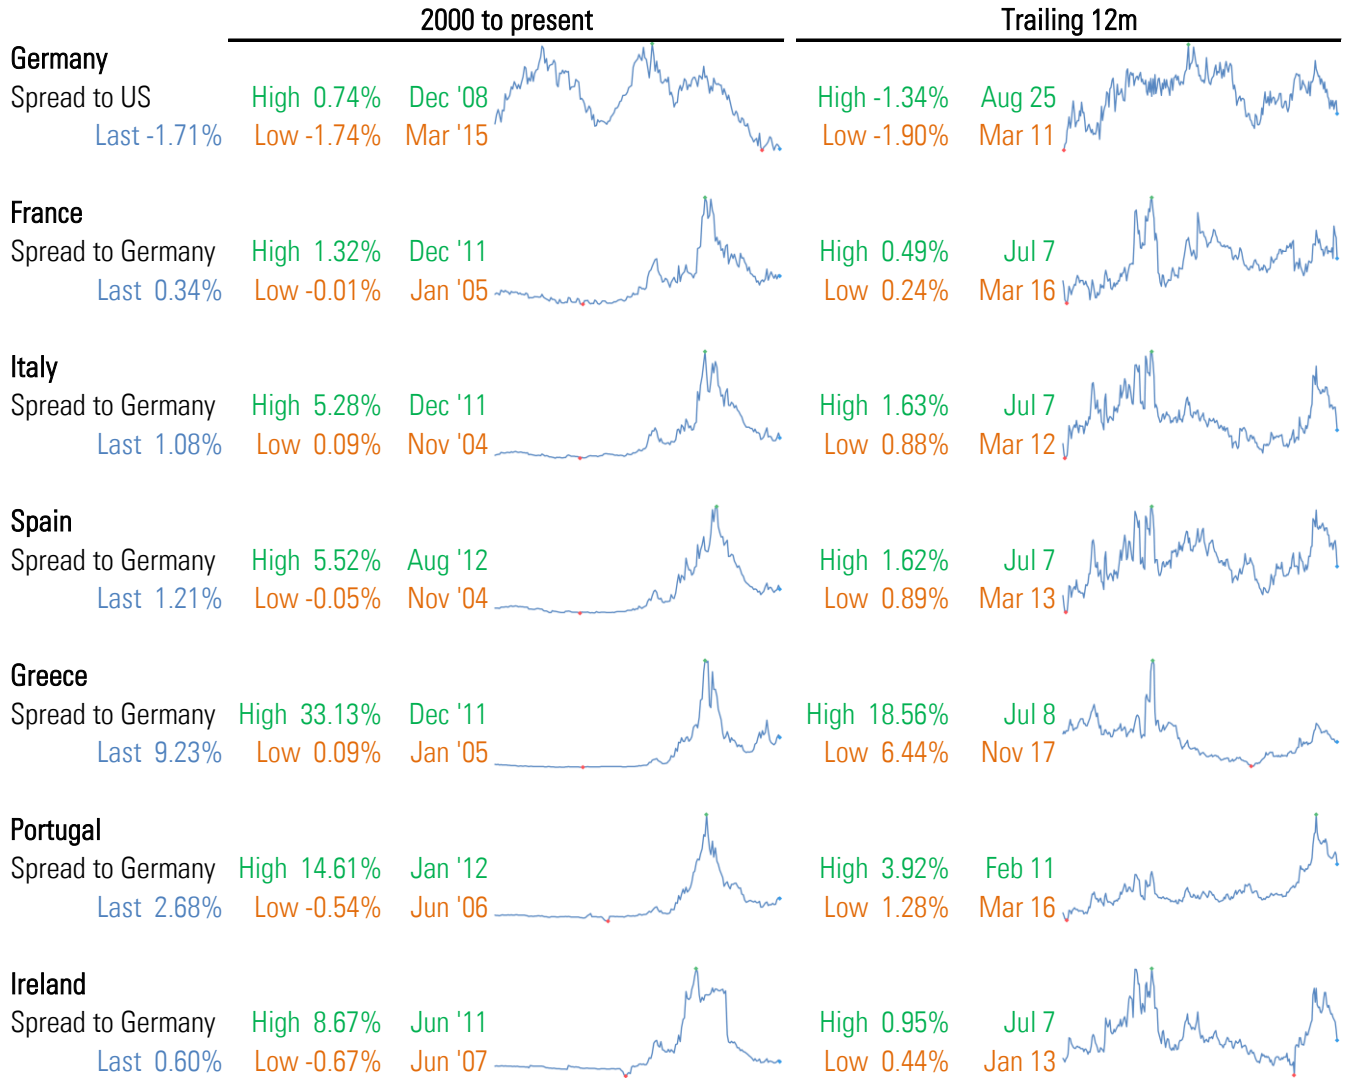 2000 to present Trailing 12m
Germany
Spread to US High 0.74% Dec '08 High -1.34% Aug 25
Last -1.71% Low -1.74% Mar '15 Low -1.90% Mar 11
France
Spread to Germany High 1.32% Dec '11 High 0.49% Jul 7
Last 0.34% Low -0.01% Jan '05 Low 0.24% Mar 16
Italy
Spread to Germany High 5.28% Dec '11 High 1.63% Jul 7
Last 1.08% Low 0.09% Nov '04 Low 0.88% Mar 12
Spain
Spread to Germany High 5.52% Aug '12 High 1.62% Jul 7
Last 1.21% Low -0.05% Nov '04 Low 0.89% Mar 13
Greece
Spread to Germany High 33.13% Dec '11 High 18.56% Jul 8
Last 9.23% Low 0.09% Jan '05 Low 6.44% Nov 17
Portugal
Spread to Germany High 14.61% Jan '12 High 3.92% Feb 11
Last 2.68% Low -0.54% Jun '06 Low 1.28% Mar 16
Ireland
Spread to Germany High 8.67% Jun '11 High 0.95% Jul 7
Last 0.60% Low -0.67% Jun '07 Low 0.44% Jan 13